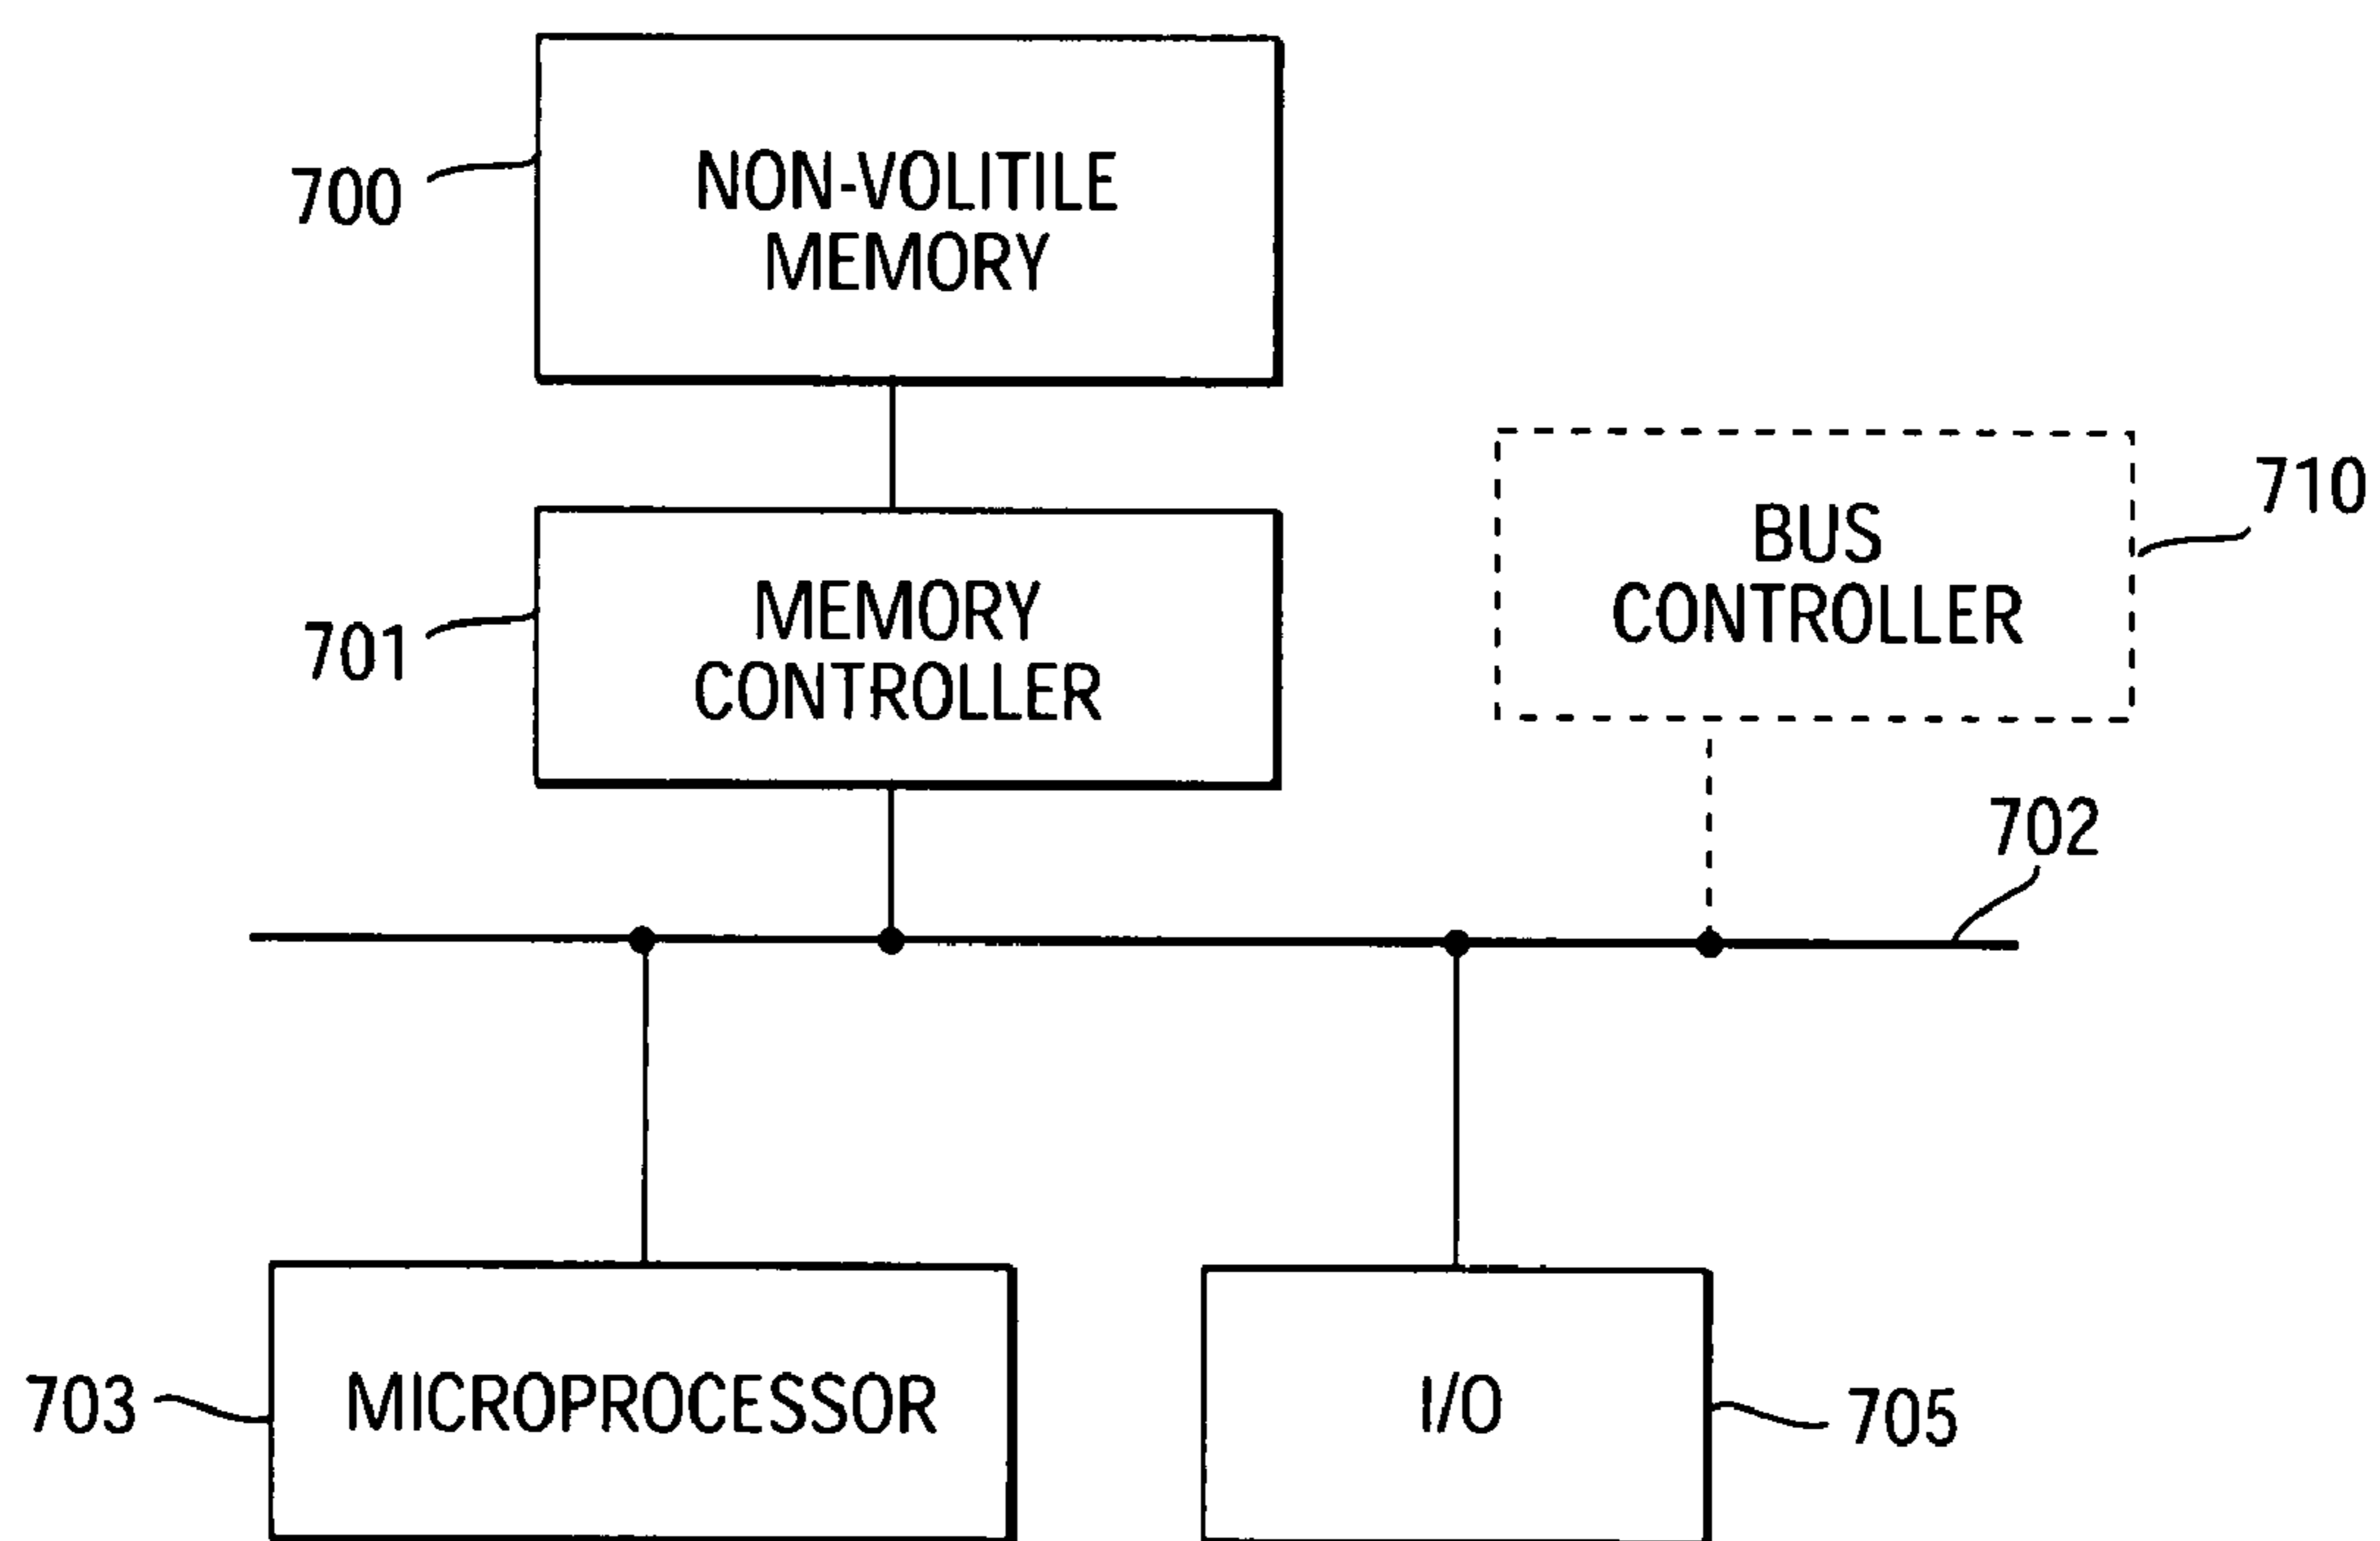 700
NON-VOLITILE
MEMORY
701
MEMORY
CONTROLLER
BUS
CONTROLLER
710
702
703
MICROPROCESSOR
I/O
705